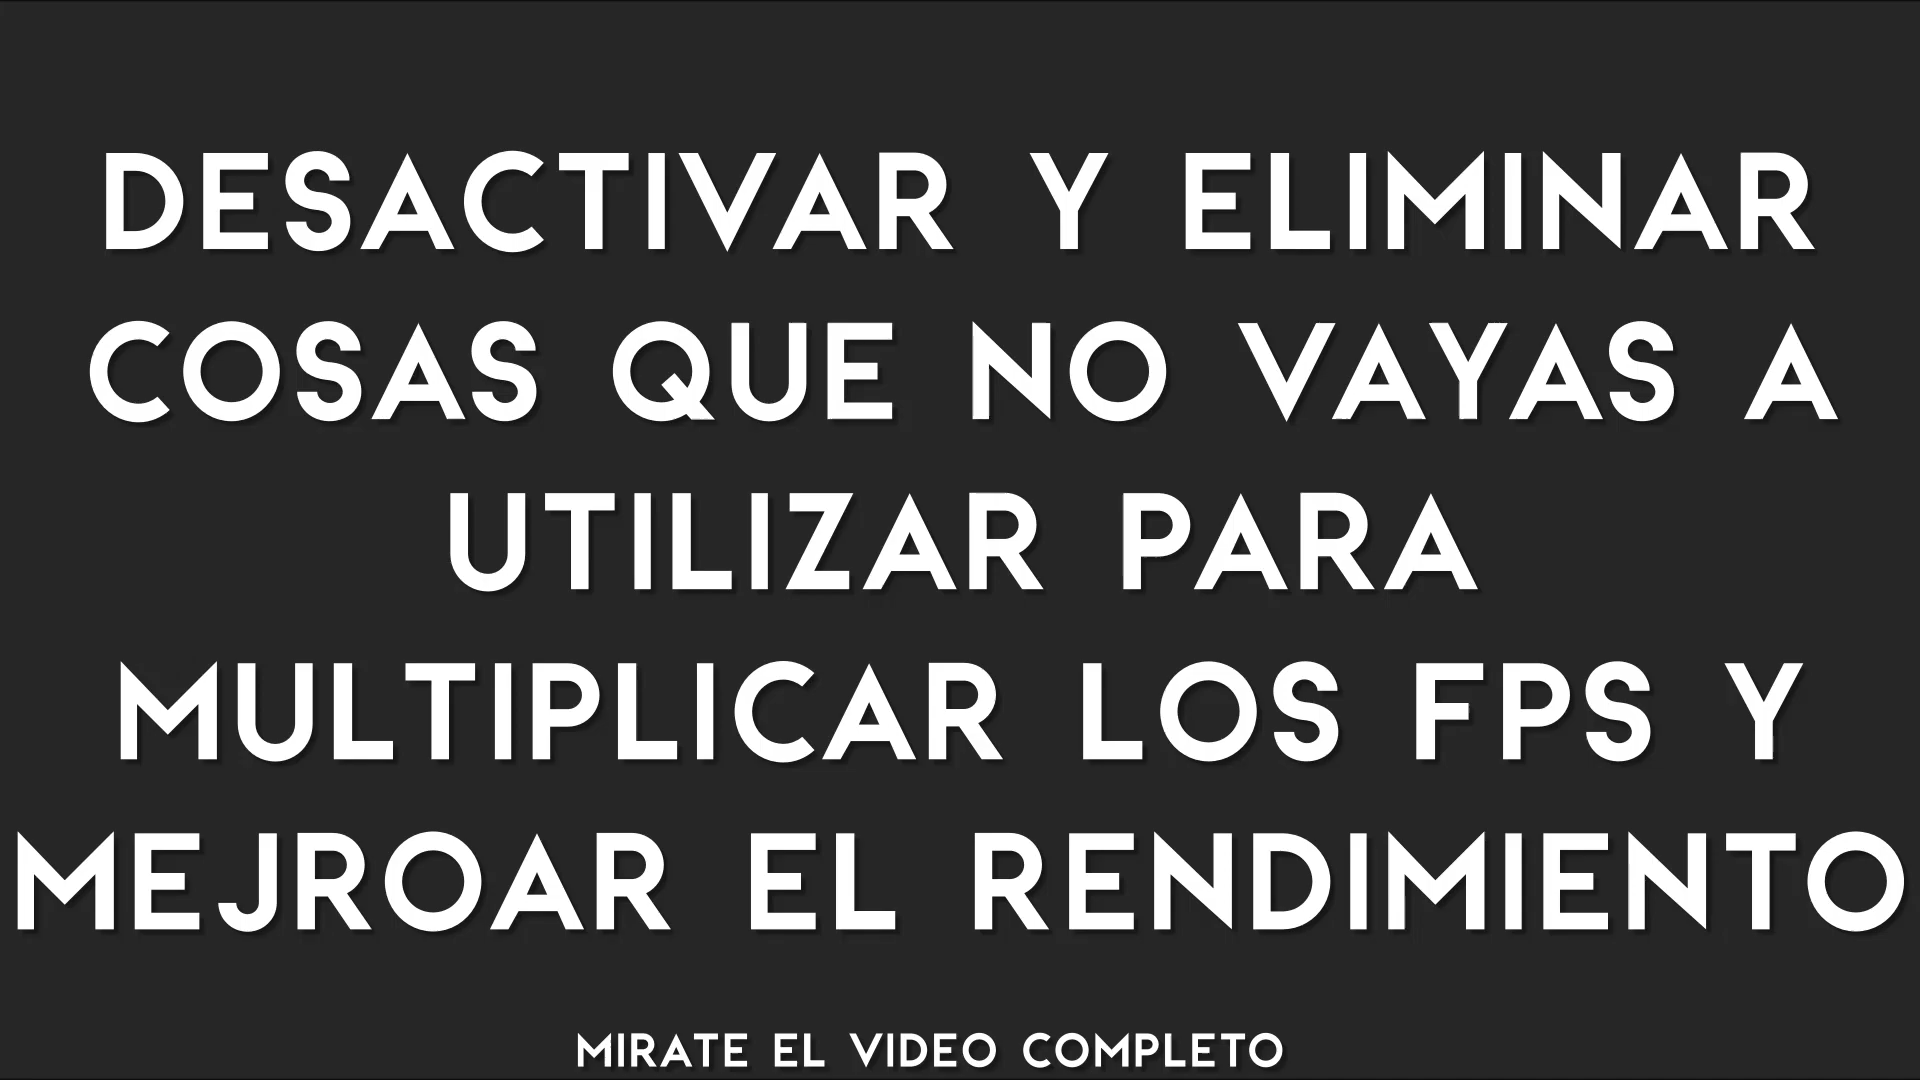 DESACTIVAR Y ELIMINAR
COSAS QUE NO VAYAS A
UTILIZAR PARA
MULTIPLICAR LOS FPS Y
MEJROAR EL RENDIMIENTO
MIRATE EL VIDEO COMPLETO